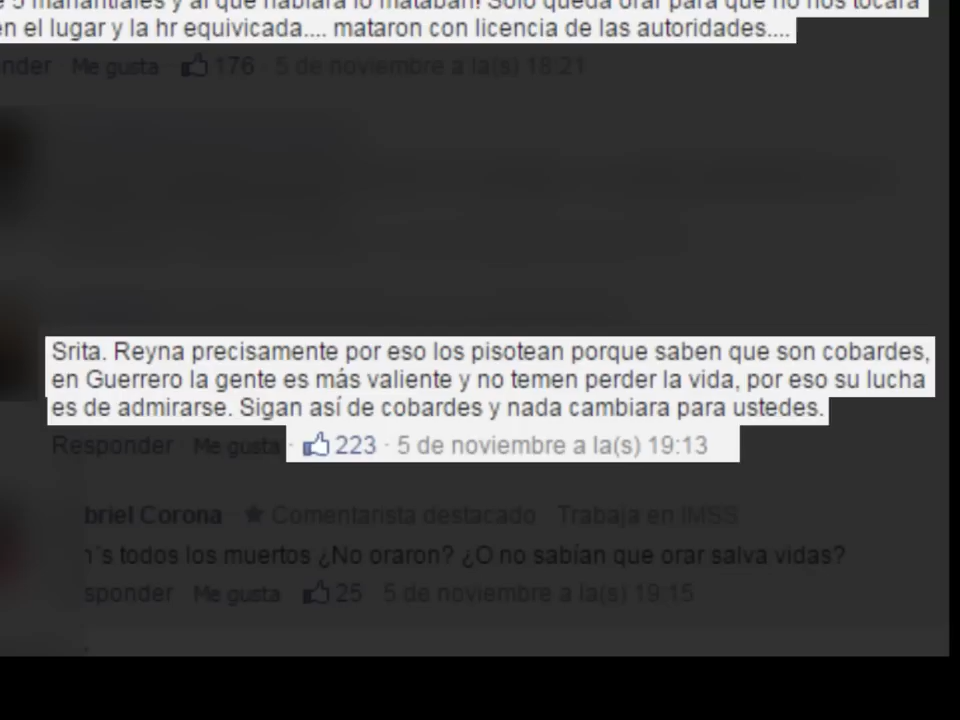 5 manantiales y al que hablara lo mataban! Solo queda orar para que no nos tocara
en el lugar y la hr equivicada.... mataron con licencia de las autoridades....
nder Me gusta 176 · 5 de noviembre a la(s) 18:21
Srita. Reyna precisamente por eso los pisotean porque saben que son cobardes,
en Guerrero la gente es más valiente y no temen perder la vida, por eso su lucha
es de admirarse. Sigan así de cobardes y nada cambiara para ustedes.
Responder Me gusta · 223 · 5 de noviembre a la(s) 19:13
briel Corona Comentarista destacado Trabaja en IMSS
n´s todos los muertos ¿No oraron? ¿O no sabían que orar salva vidas?
sponder Me gusta 25 5 de noviembre a la(s) 19:15